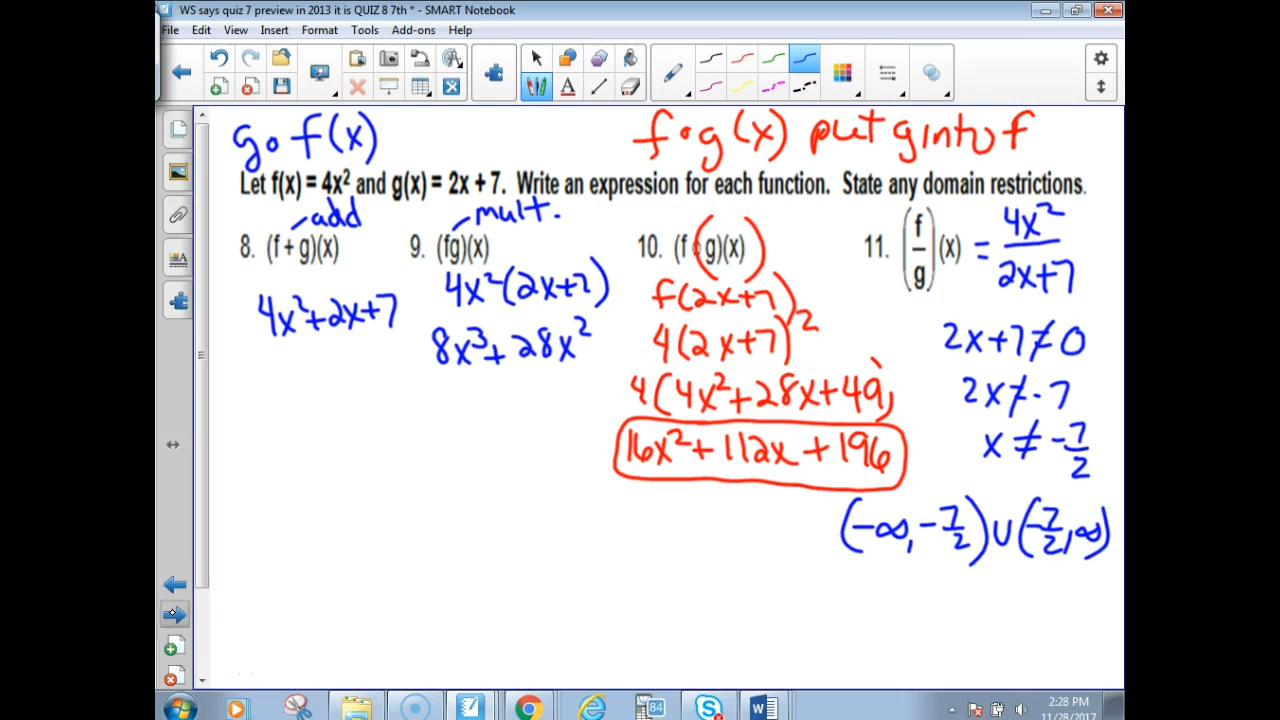 WS says quiz 7 preview in 2013 it is QUIZ 8 7th * - SMART Notebook
File Edit View Insert Format Tools Add-ons Help
g∘f(x)
f∘g(x) put g into f
Let f(x) = 4x² and g(x) = 2x + 7. Write an expression for each function. State any domain restrictions.
add
mult.
8. (f + g)(x)
4x²+2x+7
9. (fg)(x)
4x²(2x+7)
8x³+28x²
10. (f ∘ g)(x)
f(2x+7)
4(2x+7)²
4(4x²+28x+49)
16x²+112x+196
11. (f/g)(x) = 4x²/2x+7
2x+7≠0
2x≠-7
x≠-7/2
(-∞,-7/2)∪(-7/2,∞)
84
2:28 PM
11/28/2017